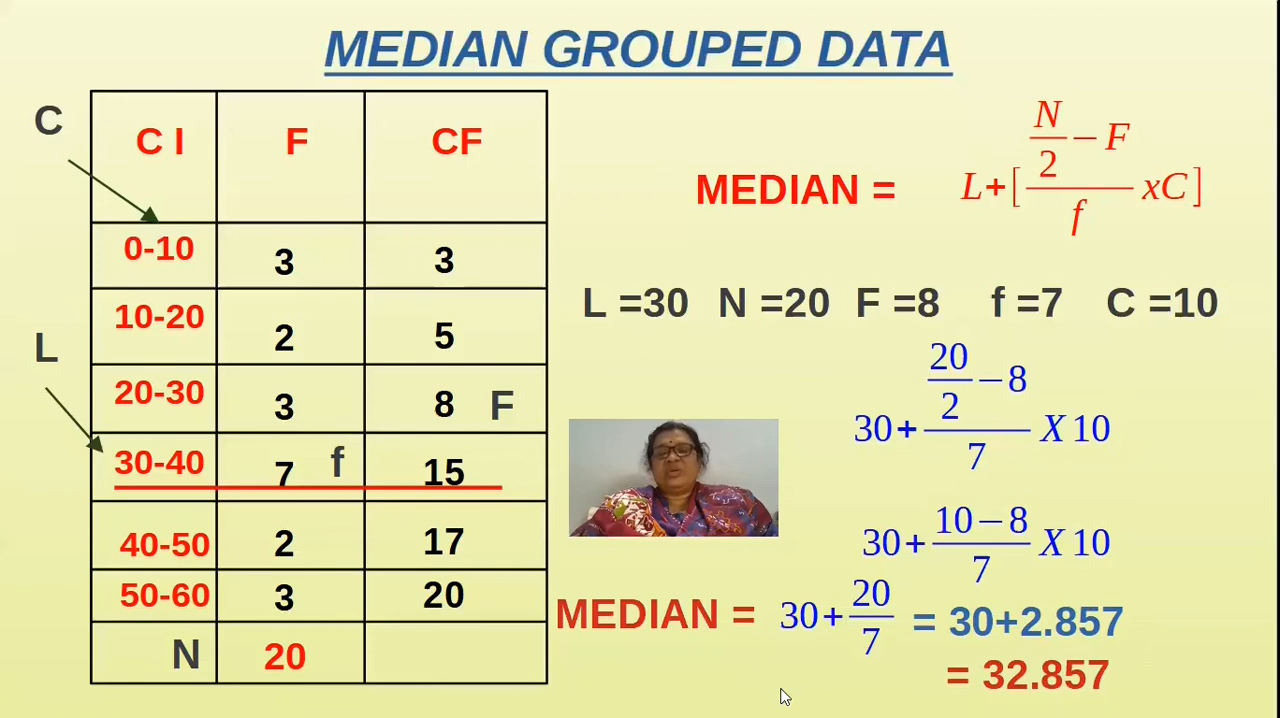 MEDIAN GROUPED DATA
C
C I F CF
0-10 3 3
10-20 2 5
L
20-30 3 8 F
30-40 7 f 15
40-50 2 17
50-60 3 20
N 20
MEDIAN = L+[(N/2 − F)/f xC]
L =30 N =20 F =8 f =7 C =10
30+(20/2 − 8)/7 X 10
30+(10 − 8)/7 X 10
MEDIAN = 30+20/7 = 30+2.857
= 32.857